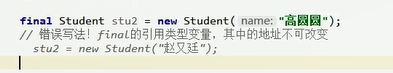 final Student stu2 = new Student( name: "高圆圆");
// 错误写法！final的引用类型变量，其中的地址不可改变
stu2 = new Student("赵又廷");